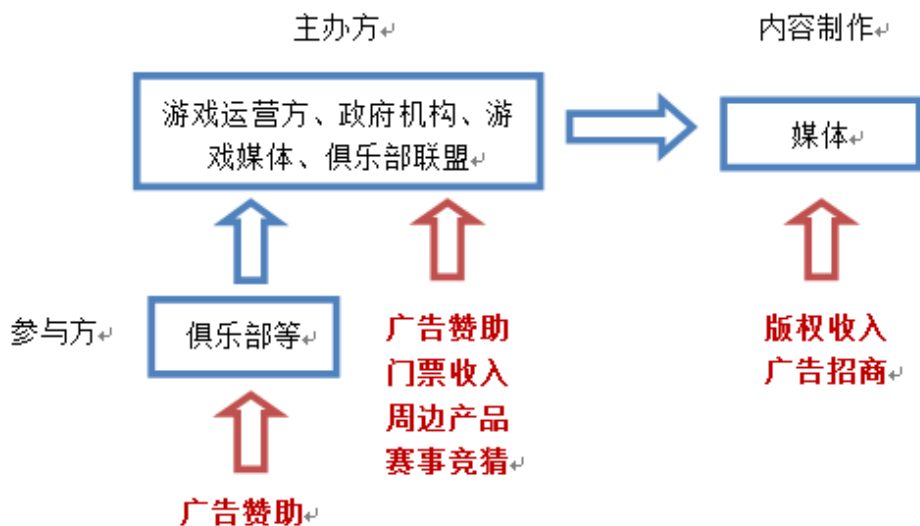 主办方
内容制作
游戏运营方、政府机构、游
戏媒体、俱乐部联盟
媒体
参与方
俱乐部等
广告赞助
门票收入
周边产品
赛事竞猜
版权收入
广告招商
广告赞助